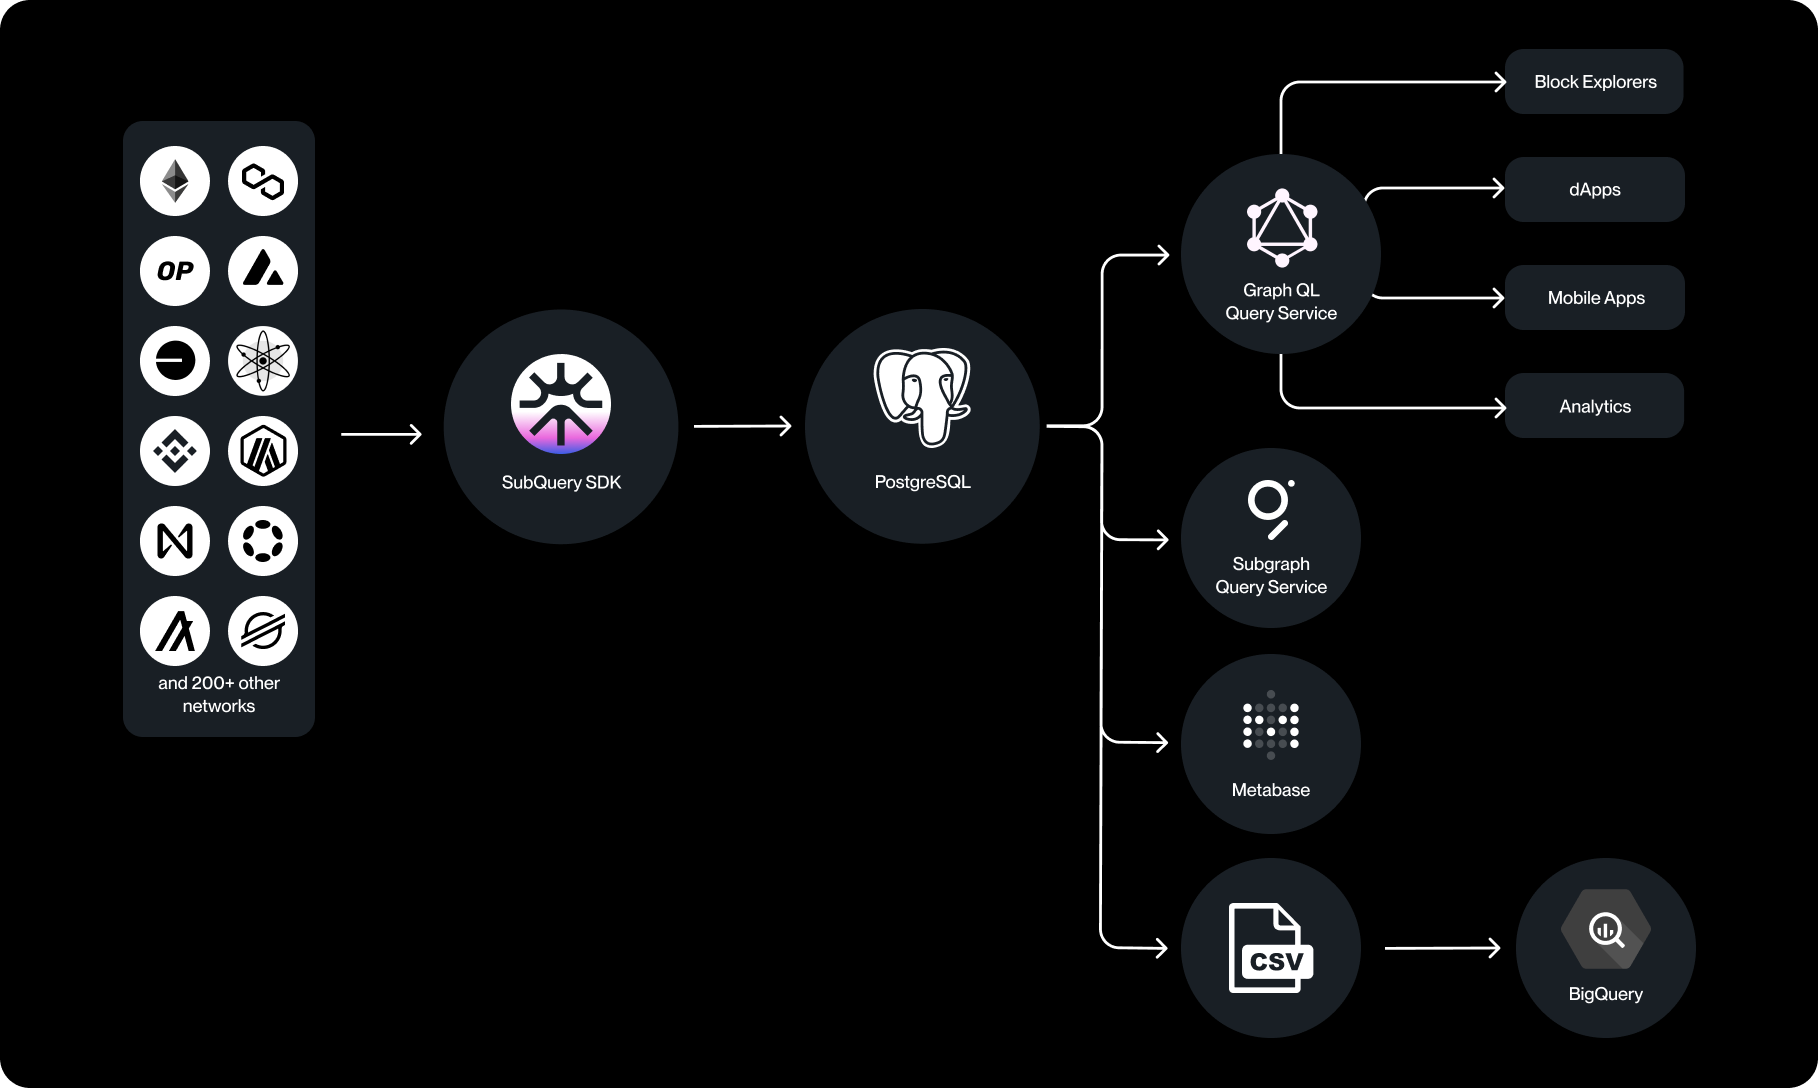 OP
and 200+ other
networks
SubQuery SDK
PostgreSQL
Graph QL
Query Service
Block Explorers
dApps
Mobile Apps
Analytics
Subgraph
Query Service
Metabase
CSV
BigQuery